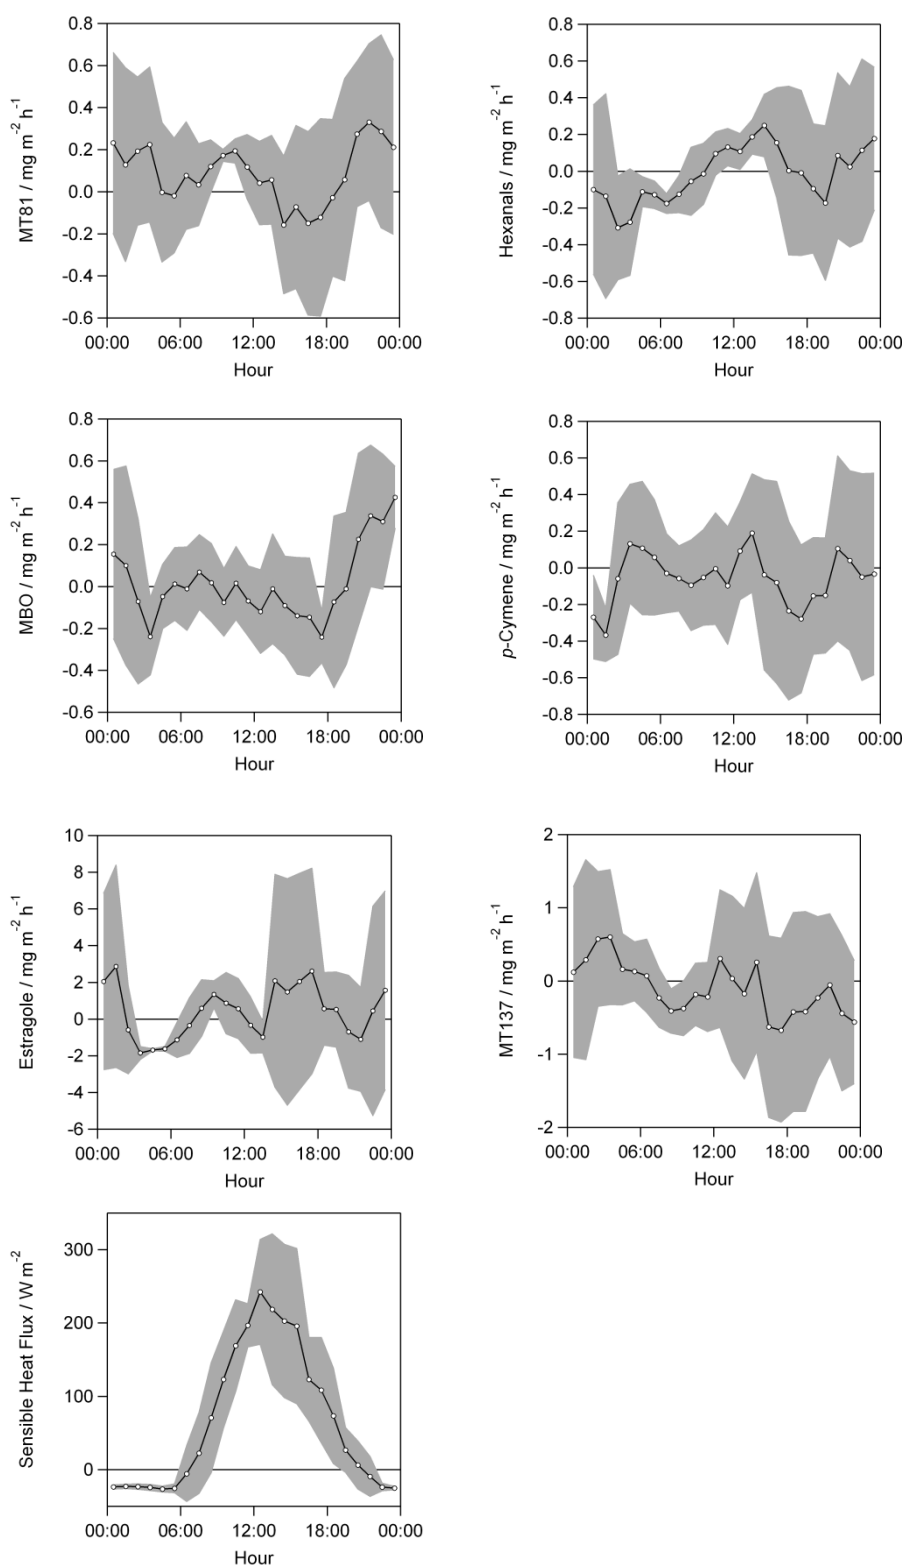 MT81 / mg m⁻² h⁻¹
0.8
0.6
0.4
0.2
0.0
-0.2
-0.4
-0.6
00:00 06:00 12:00 18:00 00:00
Hour
Hexanals / mg m⁻² h⁻¹
0.8
0.6
0.4
0.2
0.0
-0.2
-0.4
-0.6
-0.8
00:00 06:00 12:00 18:00 00:00
Hour
MBO / mg m⁻² h⁻¹
0.8
0.6
0.4
0.2
0.0
-0.2
-0.4
-0.6
00:00 06:00 12:00 18:00 00:00
Hour
p-Cymene / mg m⁻² h⁻¹
0.8
0.6
0.4
0.2
0.0
-0.2
-0.4
-0.6
-0.8
00:00 06:00 12:00 18:00 00:00
Hour
Estragole / mg m⁻² h⁻¹
10
8
6
4
2
0
-2
-4
-6
00:00 06:00 12:00 18:00 00:00
Hour
MT137 / mg m⁻² h⁻¹
2
1
0
-1
-2
00:00 06:00 12:00 18:00 00:00
Hour
Sensible Heat Flux / W m⁻²
300
200
100
0
00:00 06:00 12:00 18:00 00:00
Hour